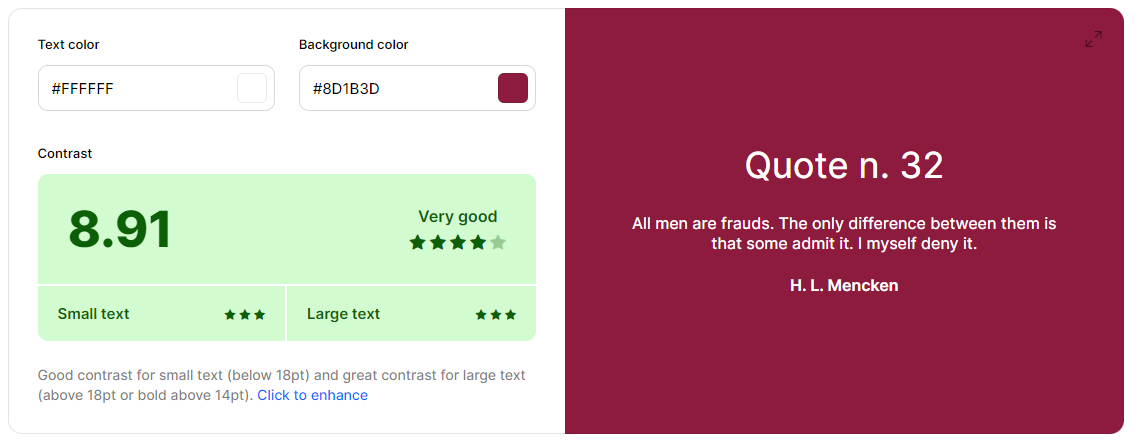 Text color
Background color
#FFFFFF
#8D1B3D
Contrast
8.91
Very good
Small text
Large text
Good contrast for small text (below 18pt) and great contrast for large text
(above 18pt or bold above 14pt). Click to enhance
Quote n. 32
All men are frauds. The only difference between them is
that some admit it. I myself deny it.
H. L. Mencken